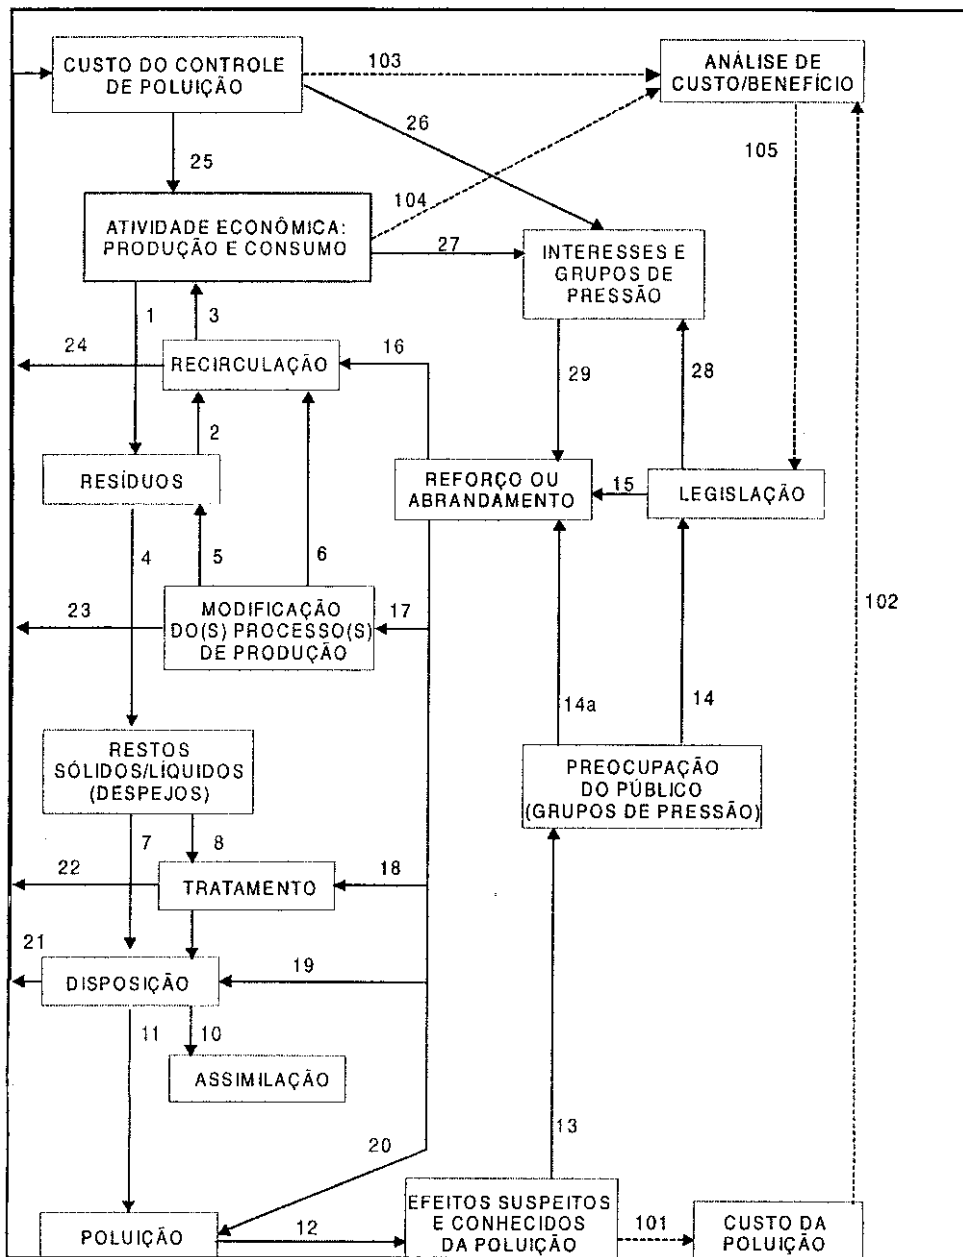 CUSTO DO CONTROLE
DE POLUIÇÃO
103
ANÁLISE DE
CUSTO/BENEFÍCIO
26
25
105
104
ATIVIDADE ECONÔMICA:
PRODUÇÃO E CONSUMO
27
INTERESSES E
GRUPOS DE
PRESSÃO
1
3
24
RECIRCULAÇÃO
16
29
28
2
RESÍDUOS
REFORÇO OU
ABRANDAMENTO
15
LEGISLAÇÃO
4
5
6
102
23
MODIFICAÇÃO
DO(S) PROCESSO(S)
DE PRODUÇÃO
17
14a
14
RESTOS
SÓLIDOS/LÍQUIDOS
(DESPEJOS)
PREOCUPAÇÃO
DO PÚBLICO
(GRUPOS DE PRESSÃO)
7
8
22
TRATAMENTO
18
21
DISPOSIÇÃO
19
11
10
ASSIMILAÇÃO
13
20
POLUIÇÃO
12
EFEITOS SUSPEITOS
E CONHECIDOS
DA POLUIÇÃO
101
CUSTO DA
POLUIÇÃO